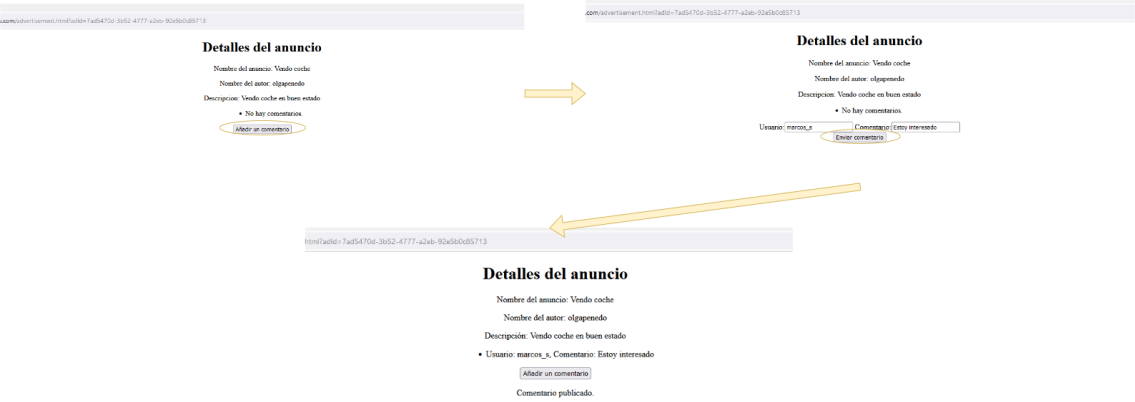 s.com/advertisement.html?adId=7ad5470d-3b52-4777-a2eb-92e5b0c85713
Detalles del anuncio
Nombre del anuncio: Vendo coche
Nombre del autor: olgapenedo
Descripcion: Vendo coche en buen estado
• No hay comentarios.
Añadir un comentario
.com/advertisement.html?adId=7ad5470d-3b52-4777-a2eb-92e5b0c85713
Detalles del anuncio
Nombre del anuncio: Vendo coche
Nombre del autor: olgapenedo
Descripcion: Vendo coche en buen estado
• No hay comentarios.
Usuario: marcos_s Comentario: Estoy interesado
Enviar comentario
html?adId=7ad5470d-3b52-4777-a2eb-92e5b0c85713
Detalles del anuncio
Nombre del anuncio: Vendo coche
Nombre del autor: olgapenedo
Descripción: Vendo coche en buen estado
• Usuario: marcos_s, Comentario: Estoy interesado
Añadir un comentario
Comentario publicado.